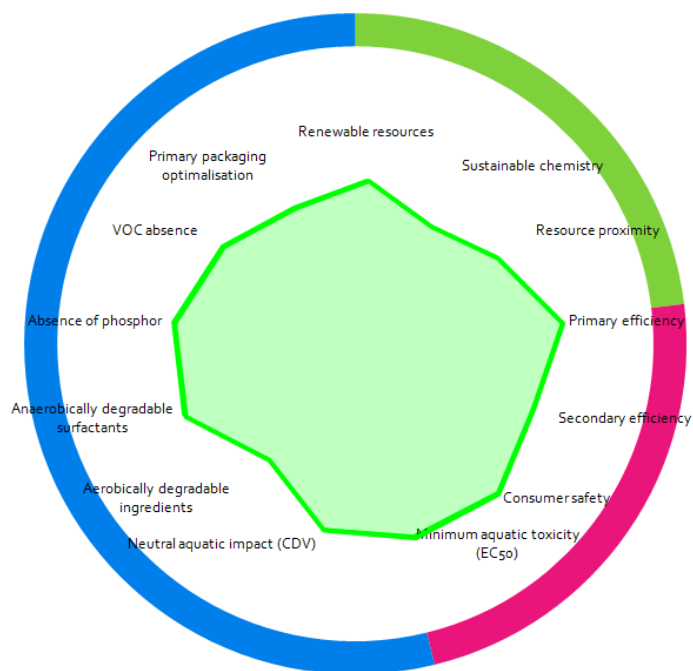 Renewable resources
Primary packaging
optimalisation
Sustainable chemistry
VOC absence
Resource proximity
Absence of phosphor
Primary efficiency
Anaerobically degradable
surfactants
Secondary efficiency
Aerobically degradable
ingredients
Consumer safety
Neutral aquatic impact (CDV)
Minimum aquatic toxicity
(EC50)